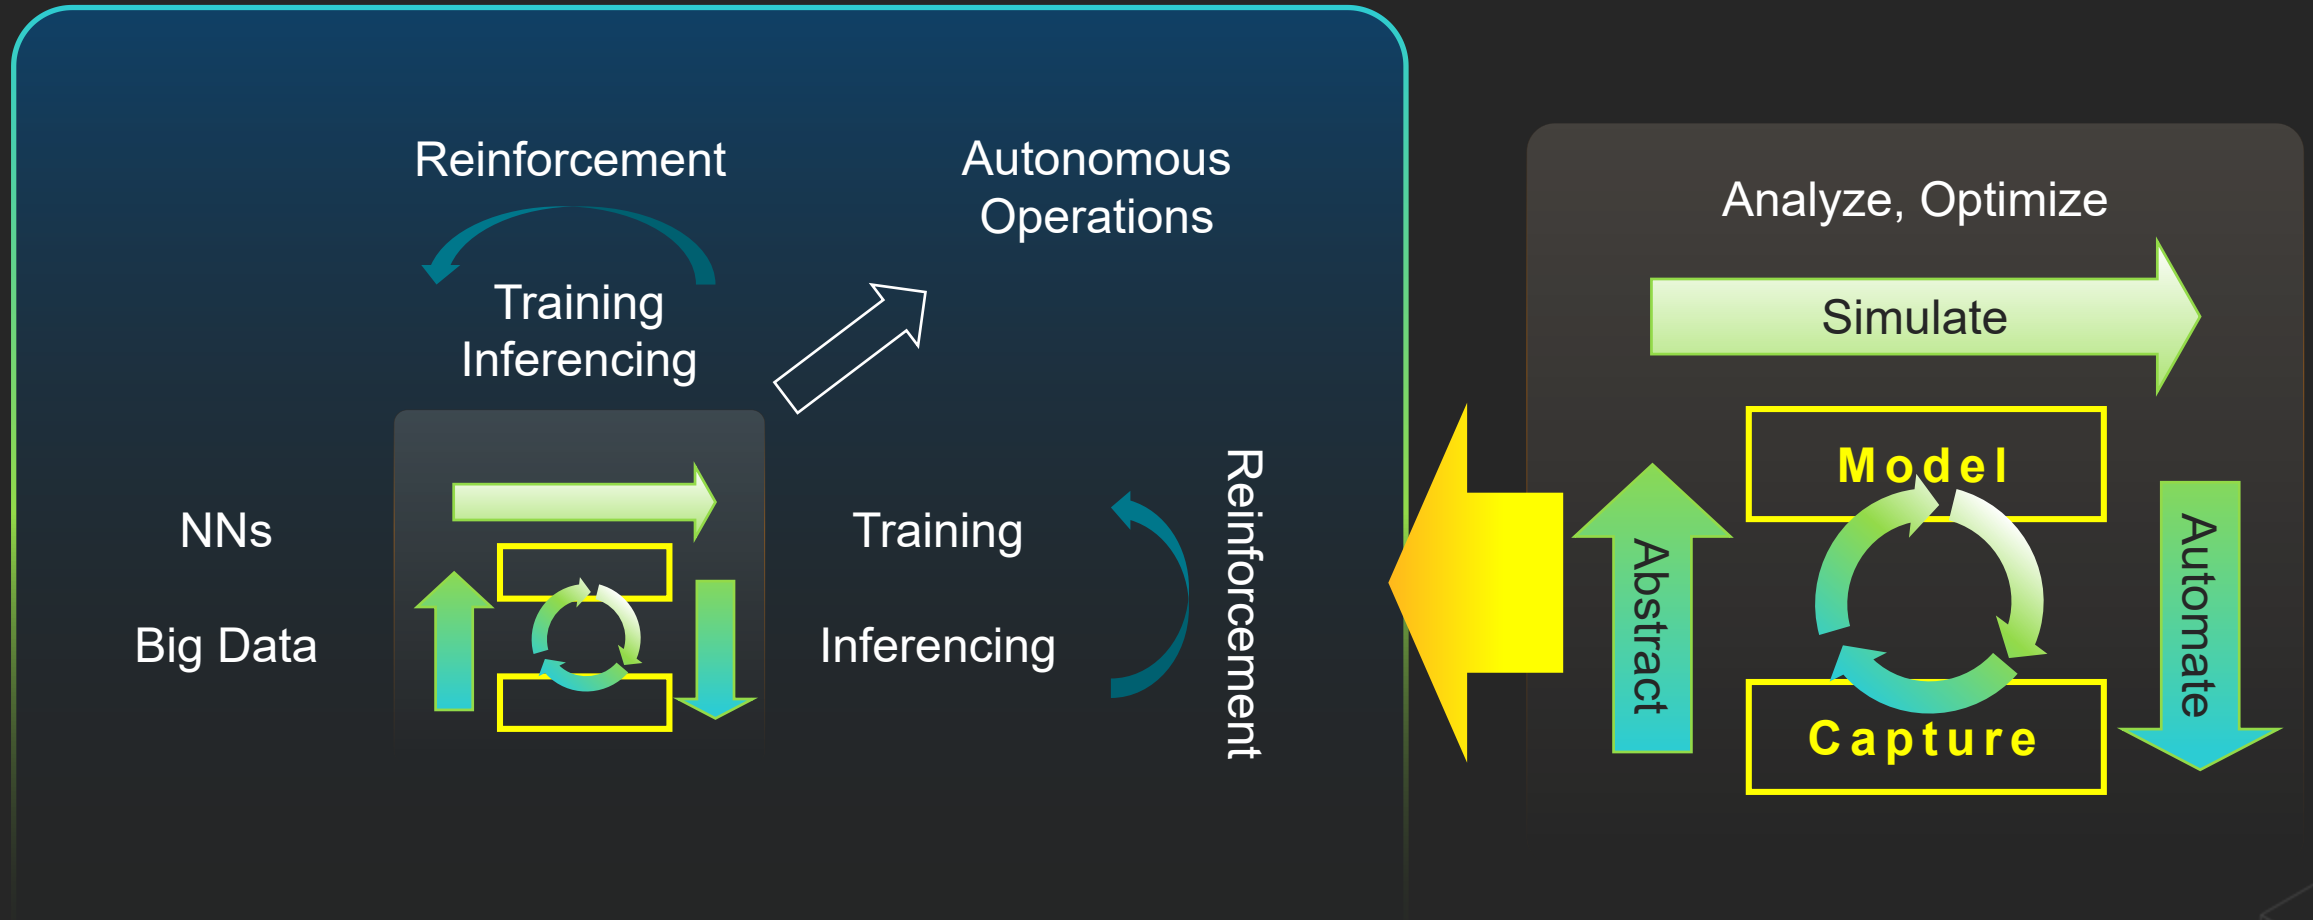 Reinforcement
Autonomous
Operations
Training
Inferencing
NNs
Big Data
Training
Inferencing
Reinforcement
Analyze, Optimize
Simulate
Model
Abstract
Automate
Capture